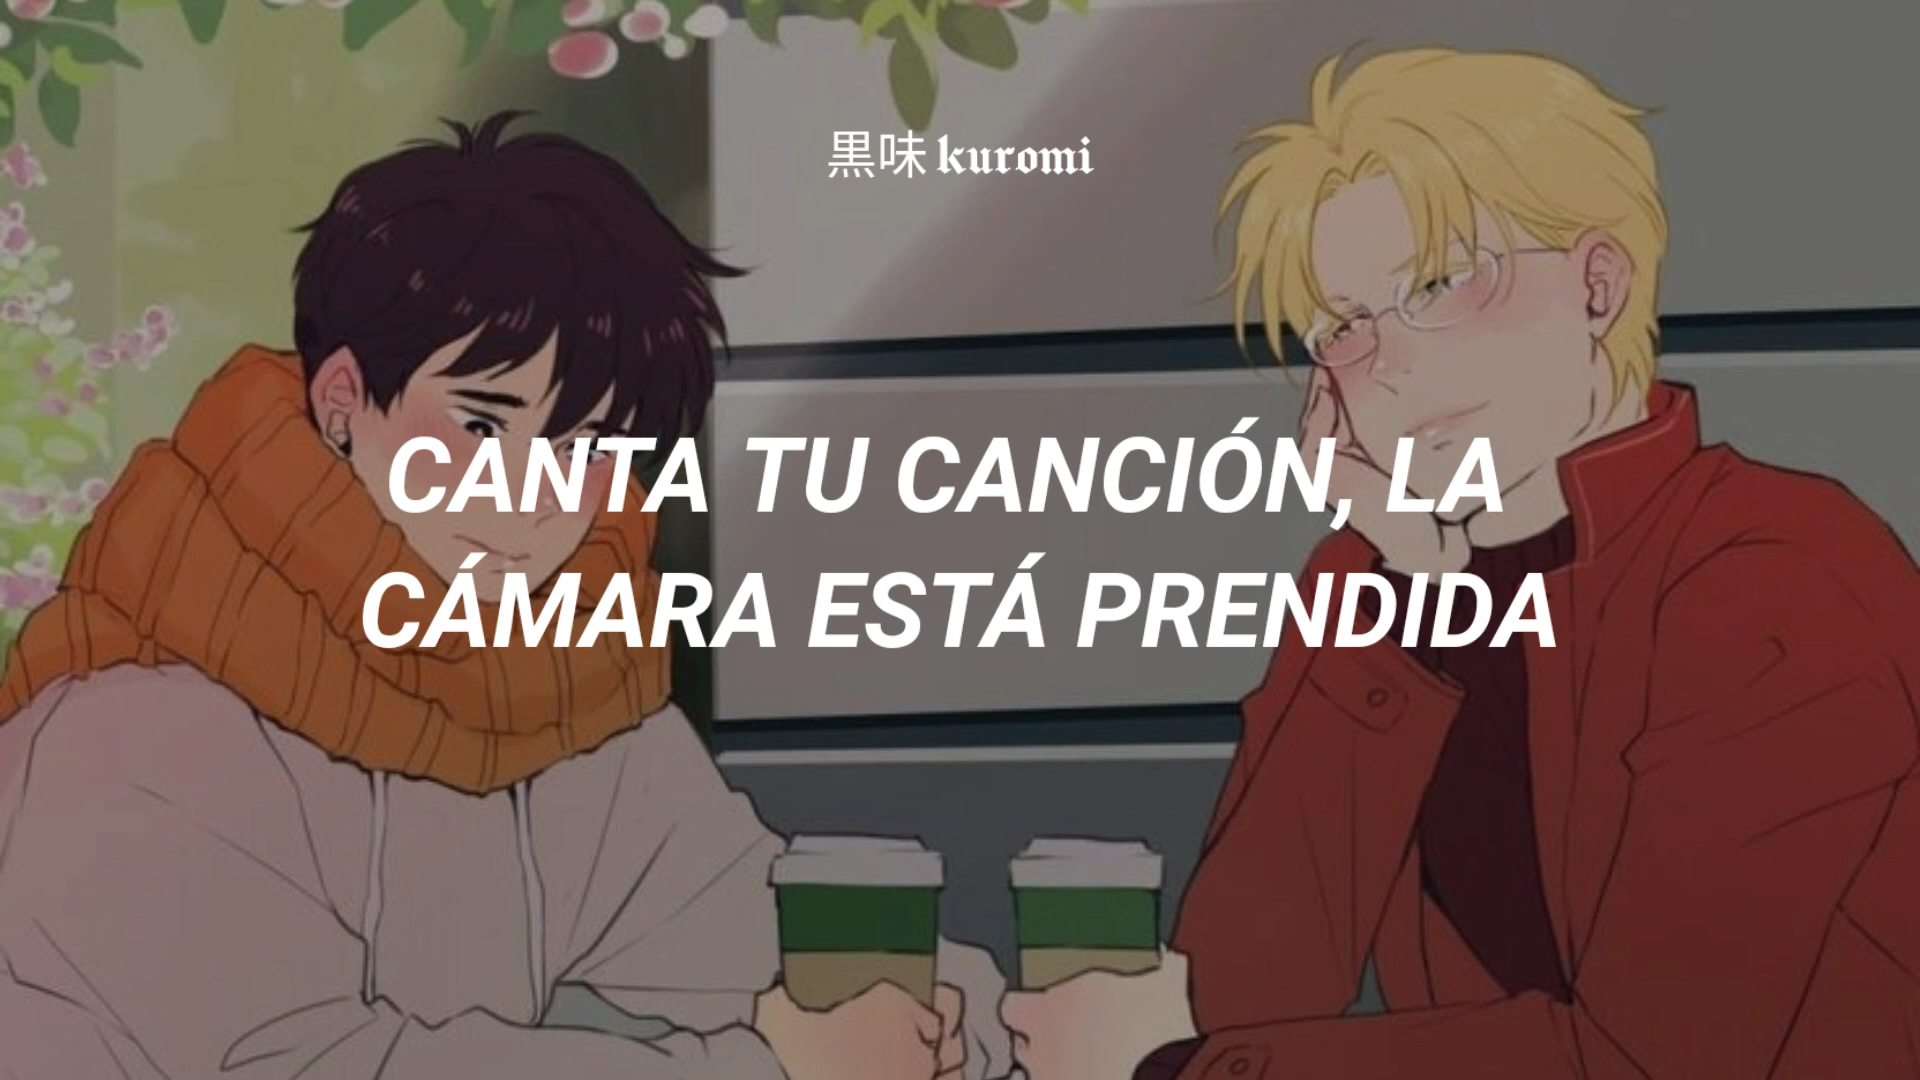 黒味 kuromi
CANTA TU CANCIÓN, LA
CÁMARA ESTÁ PRENDIDA